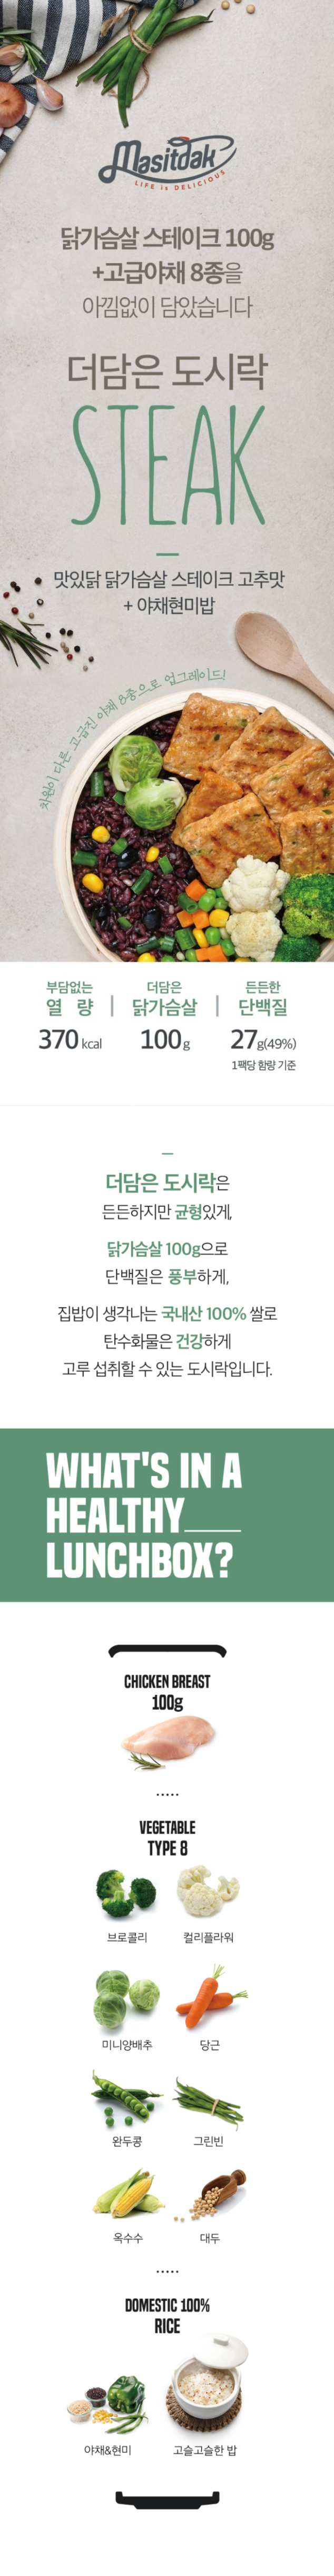 Masitdak
LIFE is DELICIOUS
닭가슴살 스테이크 100g
+고급야채 8종을
아낌없이 담았습니다
더담은 도시락
STEAK
맛있닭 닭가슴살 스테이크 고추맛
+ 야채현미밥
차원이 다른 고급진 야채 8종으로 업그레이드!
부담없는
열 량
370 kcal
더담은
닭가슴살
100g
든든한
단백질
27g(49%)
1팩당 함량 기준
더담은 도시락은
든든하지만 균형있게,
닭가슴살 100g으로
단백질은 풍부하게,
집밥이 생각나는 국내산 100% 쌀로
탄수화물은 건강하게
고루 섭취할 수 있는 도시락입니다.
WHAT'S IN A
HEALTHY
LUNCHBOX?
CHICKEN BREAST
100g
VEGETABLE
TYPE 8
브로콜리
컬리플라워
미니양배추
당근
완두콩
그린빈
옥수수
대두
DOMESTIC 100%
RICE
야채&현미
고슬고슬한 밥